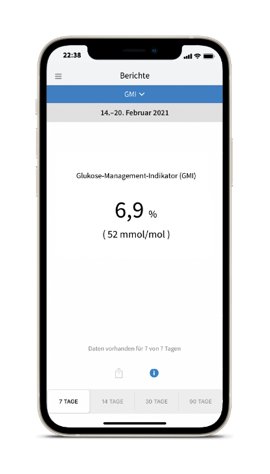 22:38
Berichte
GMI
14.–20. Februar 2021
Glukose-Management-Indikator (GMI)
6,9 %
( 52 mmol/mol )
Daten vorhanden für 7 von 7 Tagen
7 TAGE 14 TAGE 30 TAGE 90 TAGE